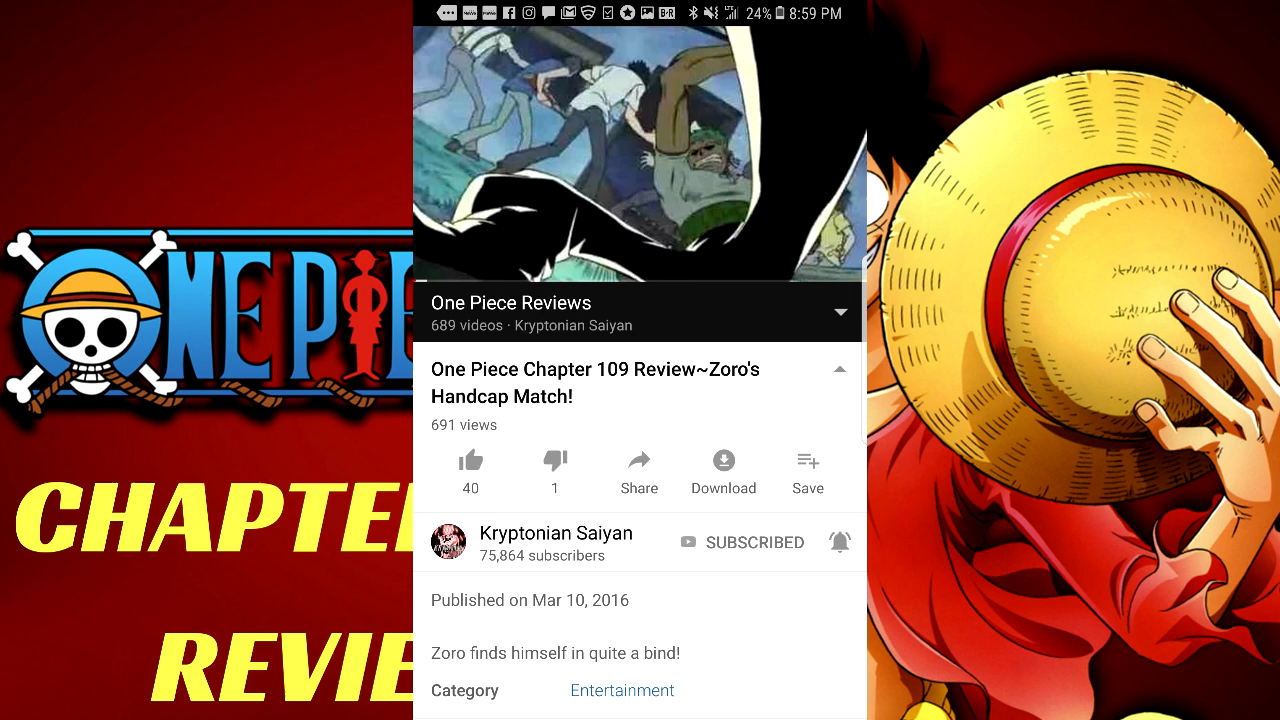 24% 8:59 PM
ONE PIE
CHAPTE
REVIE
One Piece Reviews
689 videos · Kryptonian Saiyan
One Piece Chapter 109 Review~Zoro's
Handcap Match!
691 views
40
1
Share
Download
Save
Kryptonian Saiyan
75,864 subscribers
SUBSCRIBED
Published on Mar 10, 2016
Zoro finds himself in quite a bind!
Category
Entertainment